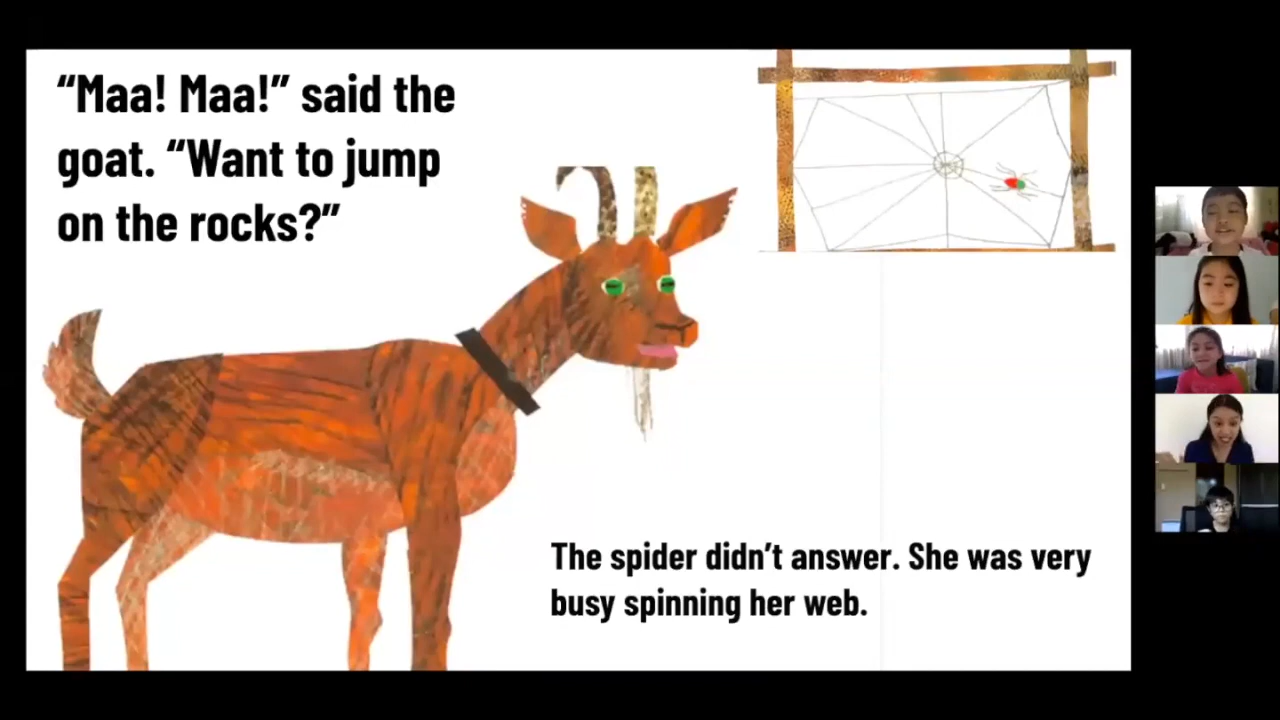 “Maa! Maa!” said the
goat. “Want to jump
on the rocks?”
The spider didn’t answer. She was very
busy spinning her web.